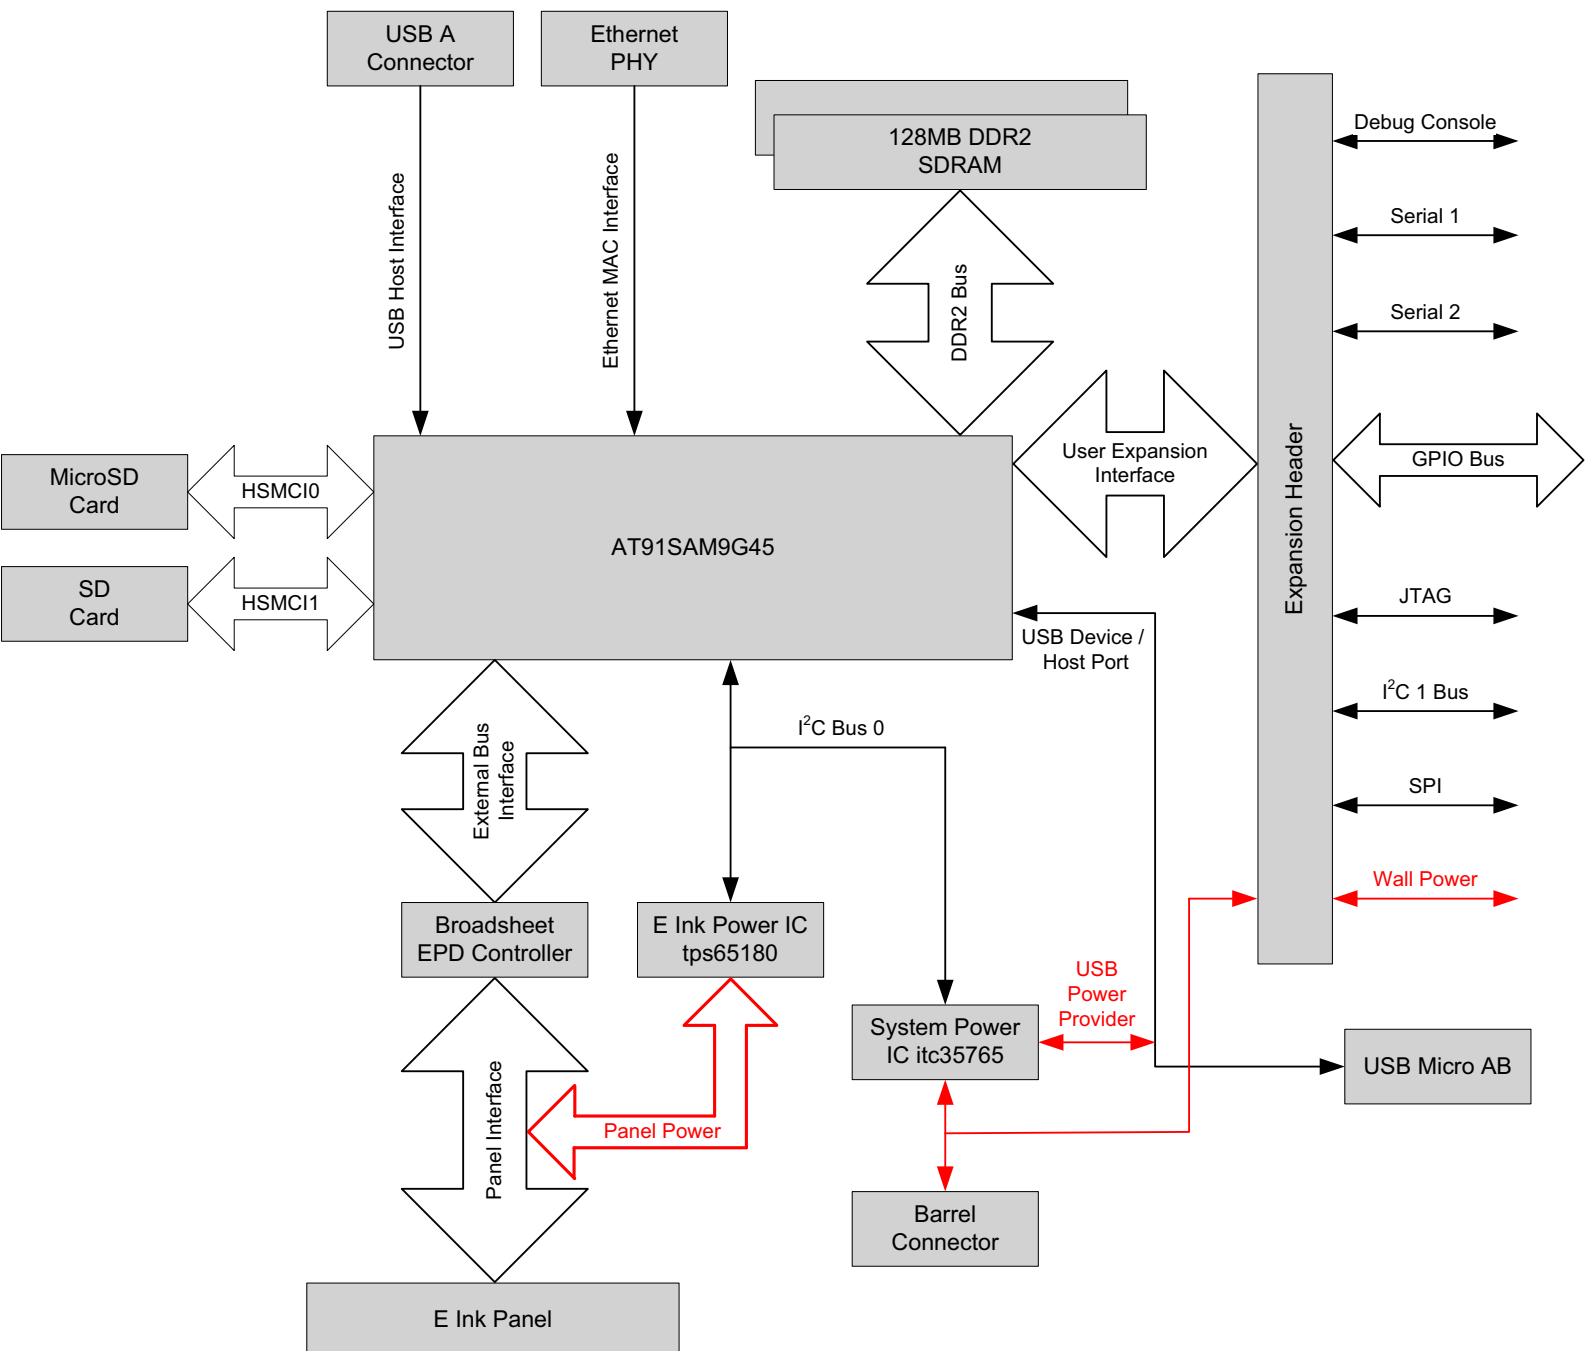 USB A
Connector
Ethernet
PHY
128MB DDR2
SDRAM
Debug Console
Serial 1
Serial 2
USB Host Interface
Ethernet MAC Interface
DDR2 Bus
User Expansion
Interface
Expansion Header
GPIO Bus
MicroSD
Card
HSMCI0
AT91SAM9G45
SD
Card
HSMCI1
USB Device /
Host Port
JTAG
I²C 1 Bus
SPI
Wall Power
External Bus
Interface
I²C Bus 0
Broadsheet
EPD Controller
E Ink Power IC
tps65180
USB
Power
Provider
System Power
IC itc35765
USB Micro AB
Panel Interface
Panel Power
Barrel
Connector
E Ink Panel